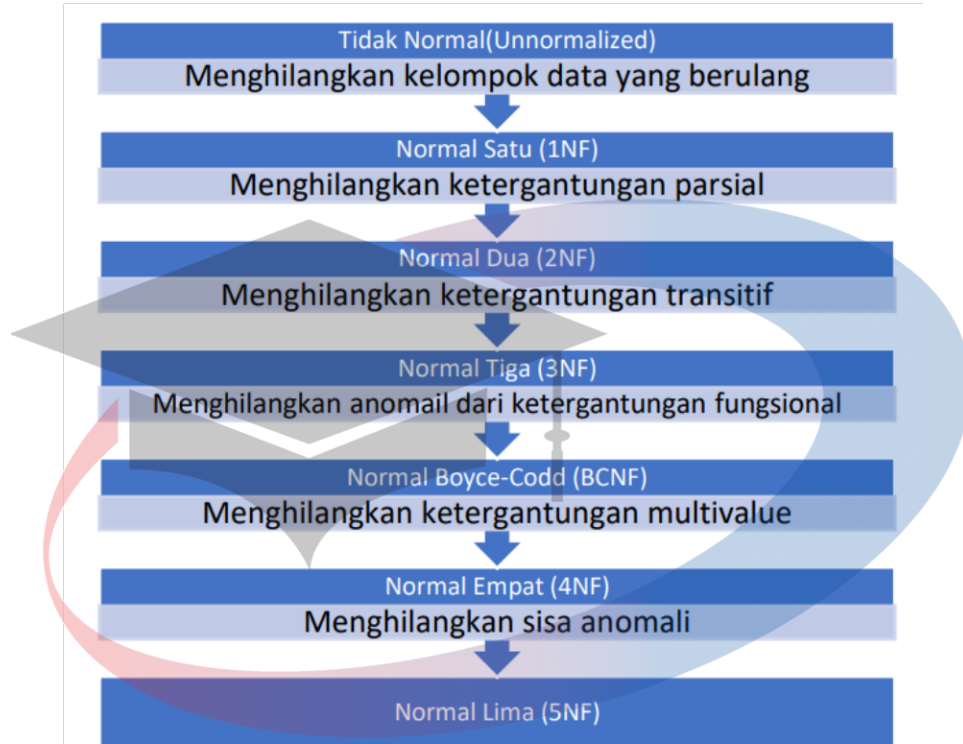 Tidak Normal(Unnormalized)
Menghilangkan kelompok data yang berulang
Normal Satu (1NF)
Menghilangkan ketergantungan parsial
Normal Dua (2NF)
Menghilangkan ketergantungan transitif
Normal Tiga (3NF)
Menghilangkan anomail dari ketergantungan fungsional
Normal Boyce-Codd (BCNF)
Menghilangkan ketergantungan multivalue
Normal Empat (4NF)
Menghilangkan sisa anomali
Normal Lima (5NF)